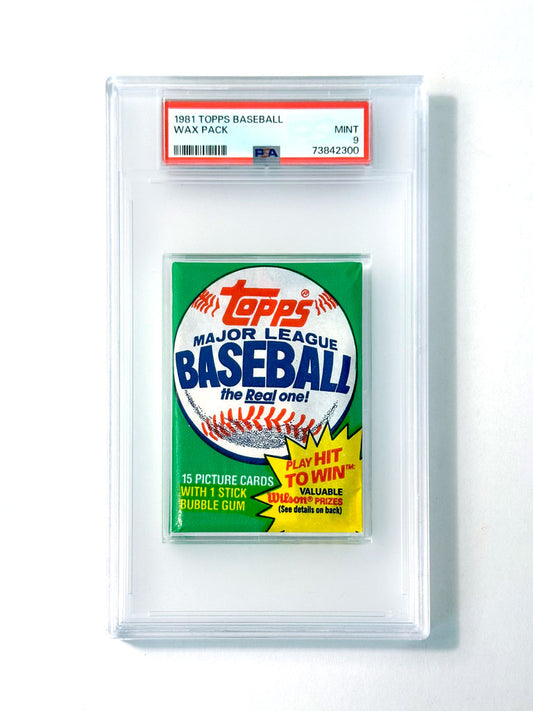 1981 TOPPS BASEBALL
WAX PACK
MINT
9
PSA
73842300
Topps®
MAJOR LEAGUE
BASEBALL
the Real one!
PLAY HIT
TO WIN™:
VALUABLE
Wilson® PRIZES
(See details on back)
15 PICTURE CARDS
WITH 1 STICK
BUBBLE GUM